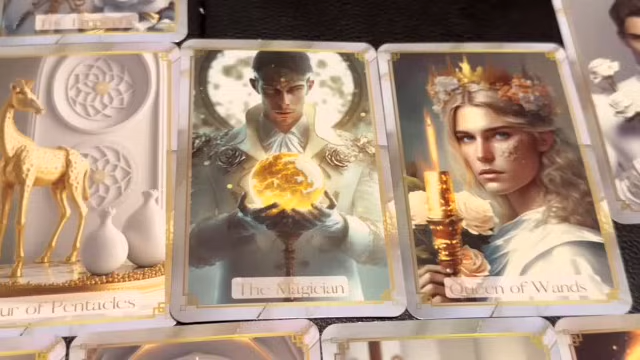 ur of Pentacles
The Magician
Queen of Wands